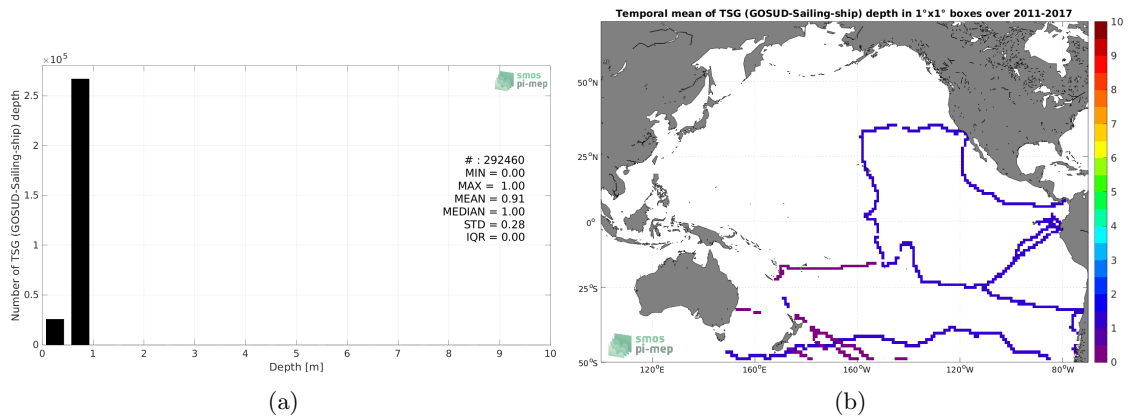 ×10⁵
2.5
2
1.5
1
0.5
0
0 1 2 3 4 5 6 7 8 9 10
Depth [m]
Number of TSG (GOSUD-Sailing-ship) depth
smos
pi-mep
# : 292460
MIN = 0.00
MAX = 1.00
MEAN = 0.91
MEDIAN = 1.00
STD = 0.28
IQR = 0.00
(a)
Temporal mean of TSG (GOSUD-Sailing-ship) depth in 1°x1° boxes over 2011-2017
50°N
25°N
0°
25°S
50°S
120°W 160°E 160°W 120°W 80°W
smos
pi-mep
10
9
8
7
6
5
4
3
2
1
0
(b)